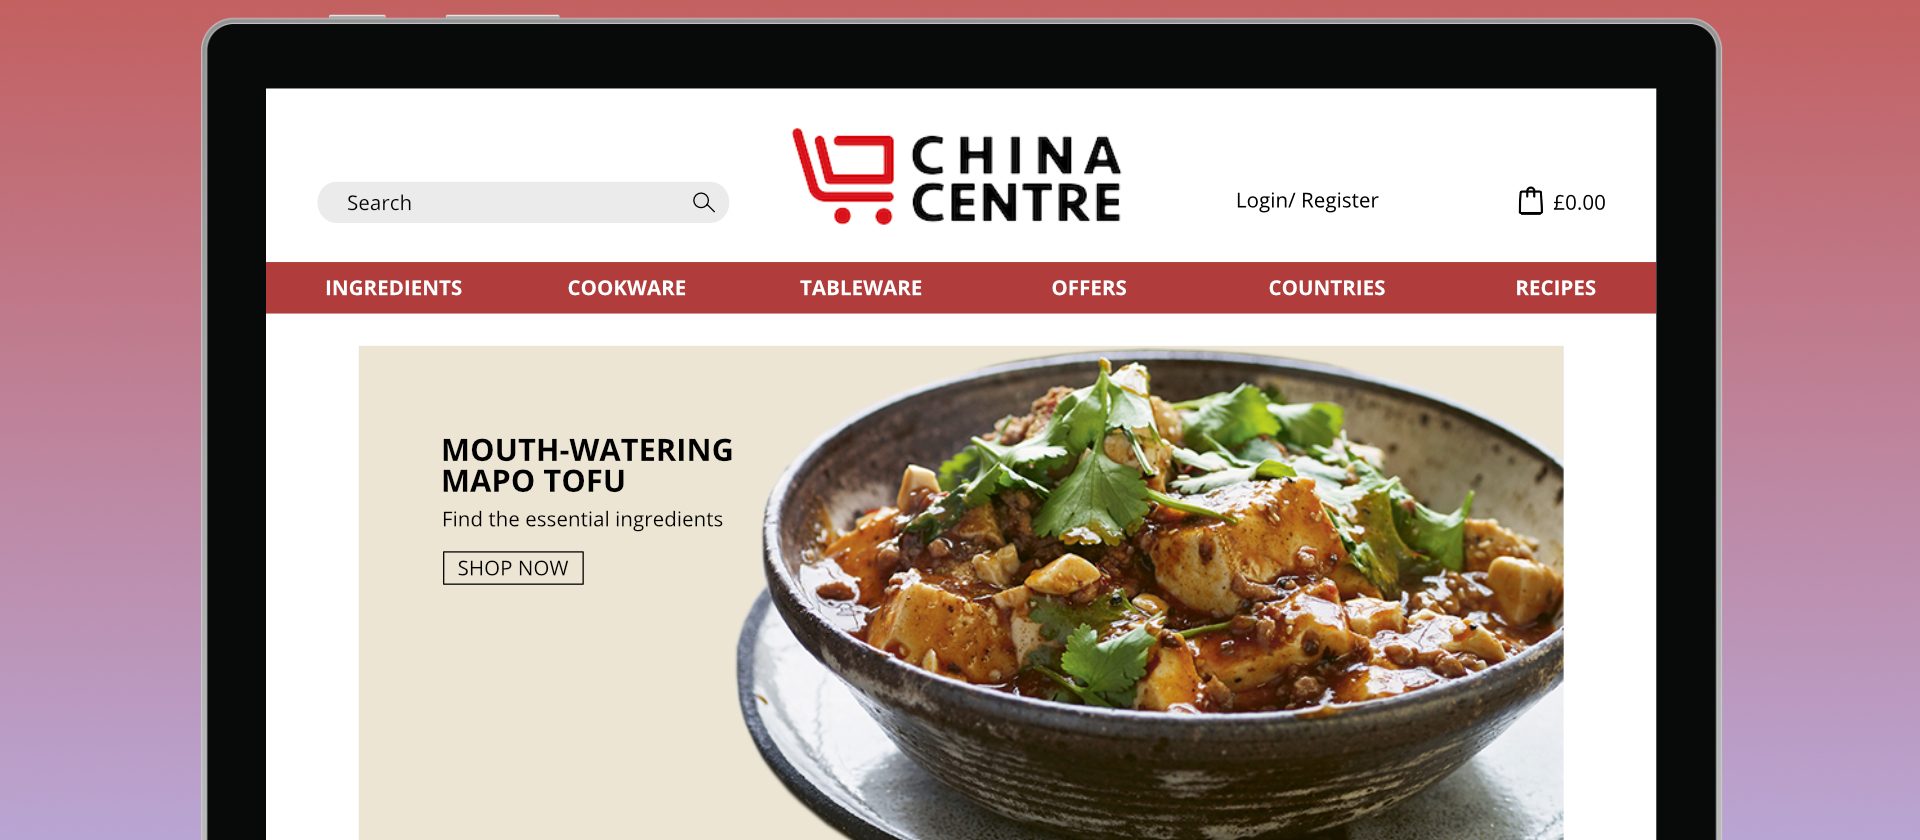 Search
CHINA
CENTRE
Login/ Register
£0.00
INGREDIENTS
COOKWARE
TABLEWARE
OFFERS
COUNTRIES
RECIPES
MOUTH-WATERING
MAPO TOFU
Find the essential ingredients
SHOP NOW